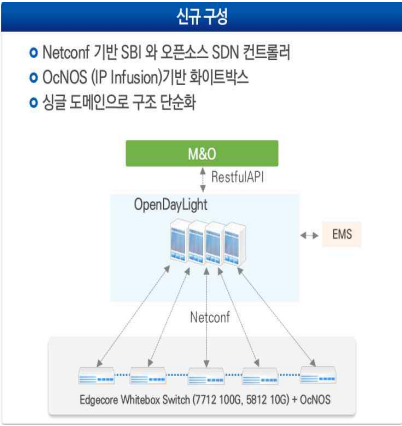 신규 구성
Netconf 기반 SBI 와 오픈소스 SDN 컨트롤러
OcNOS (IP Infusion)기반 화이트박스
싱글 도메인으로 구조 단순화
M&O
RestfulAPI
OpenDayLight
EMS
Netconf
Edgecore Whitebox Switch (7712 100G, 5812 10G) + OcNOS